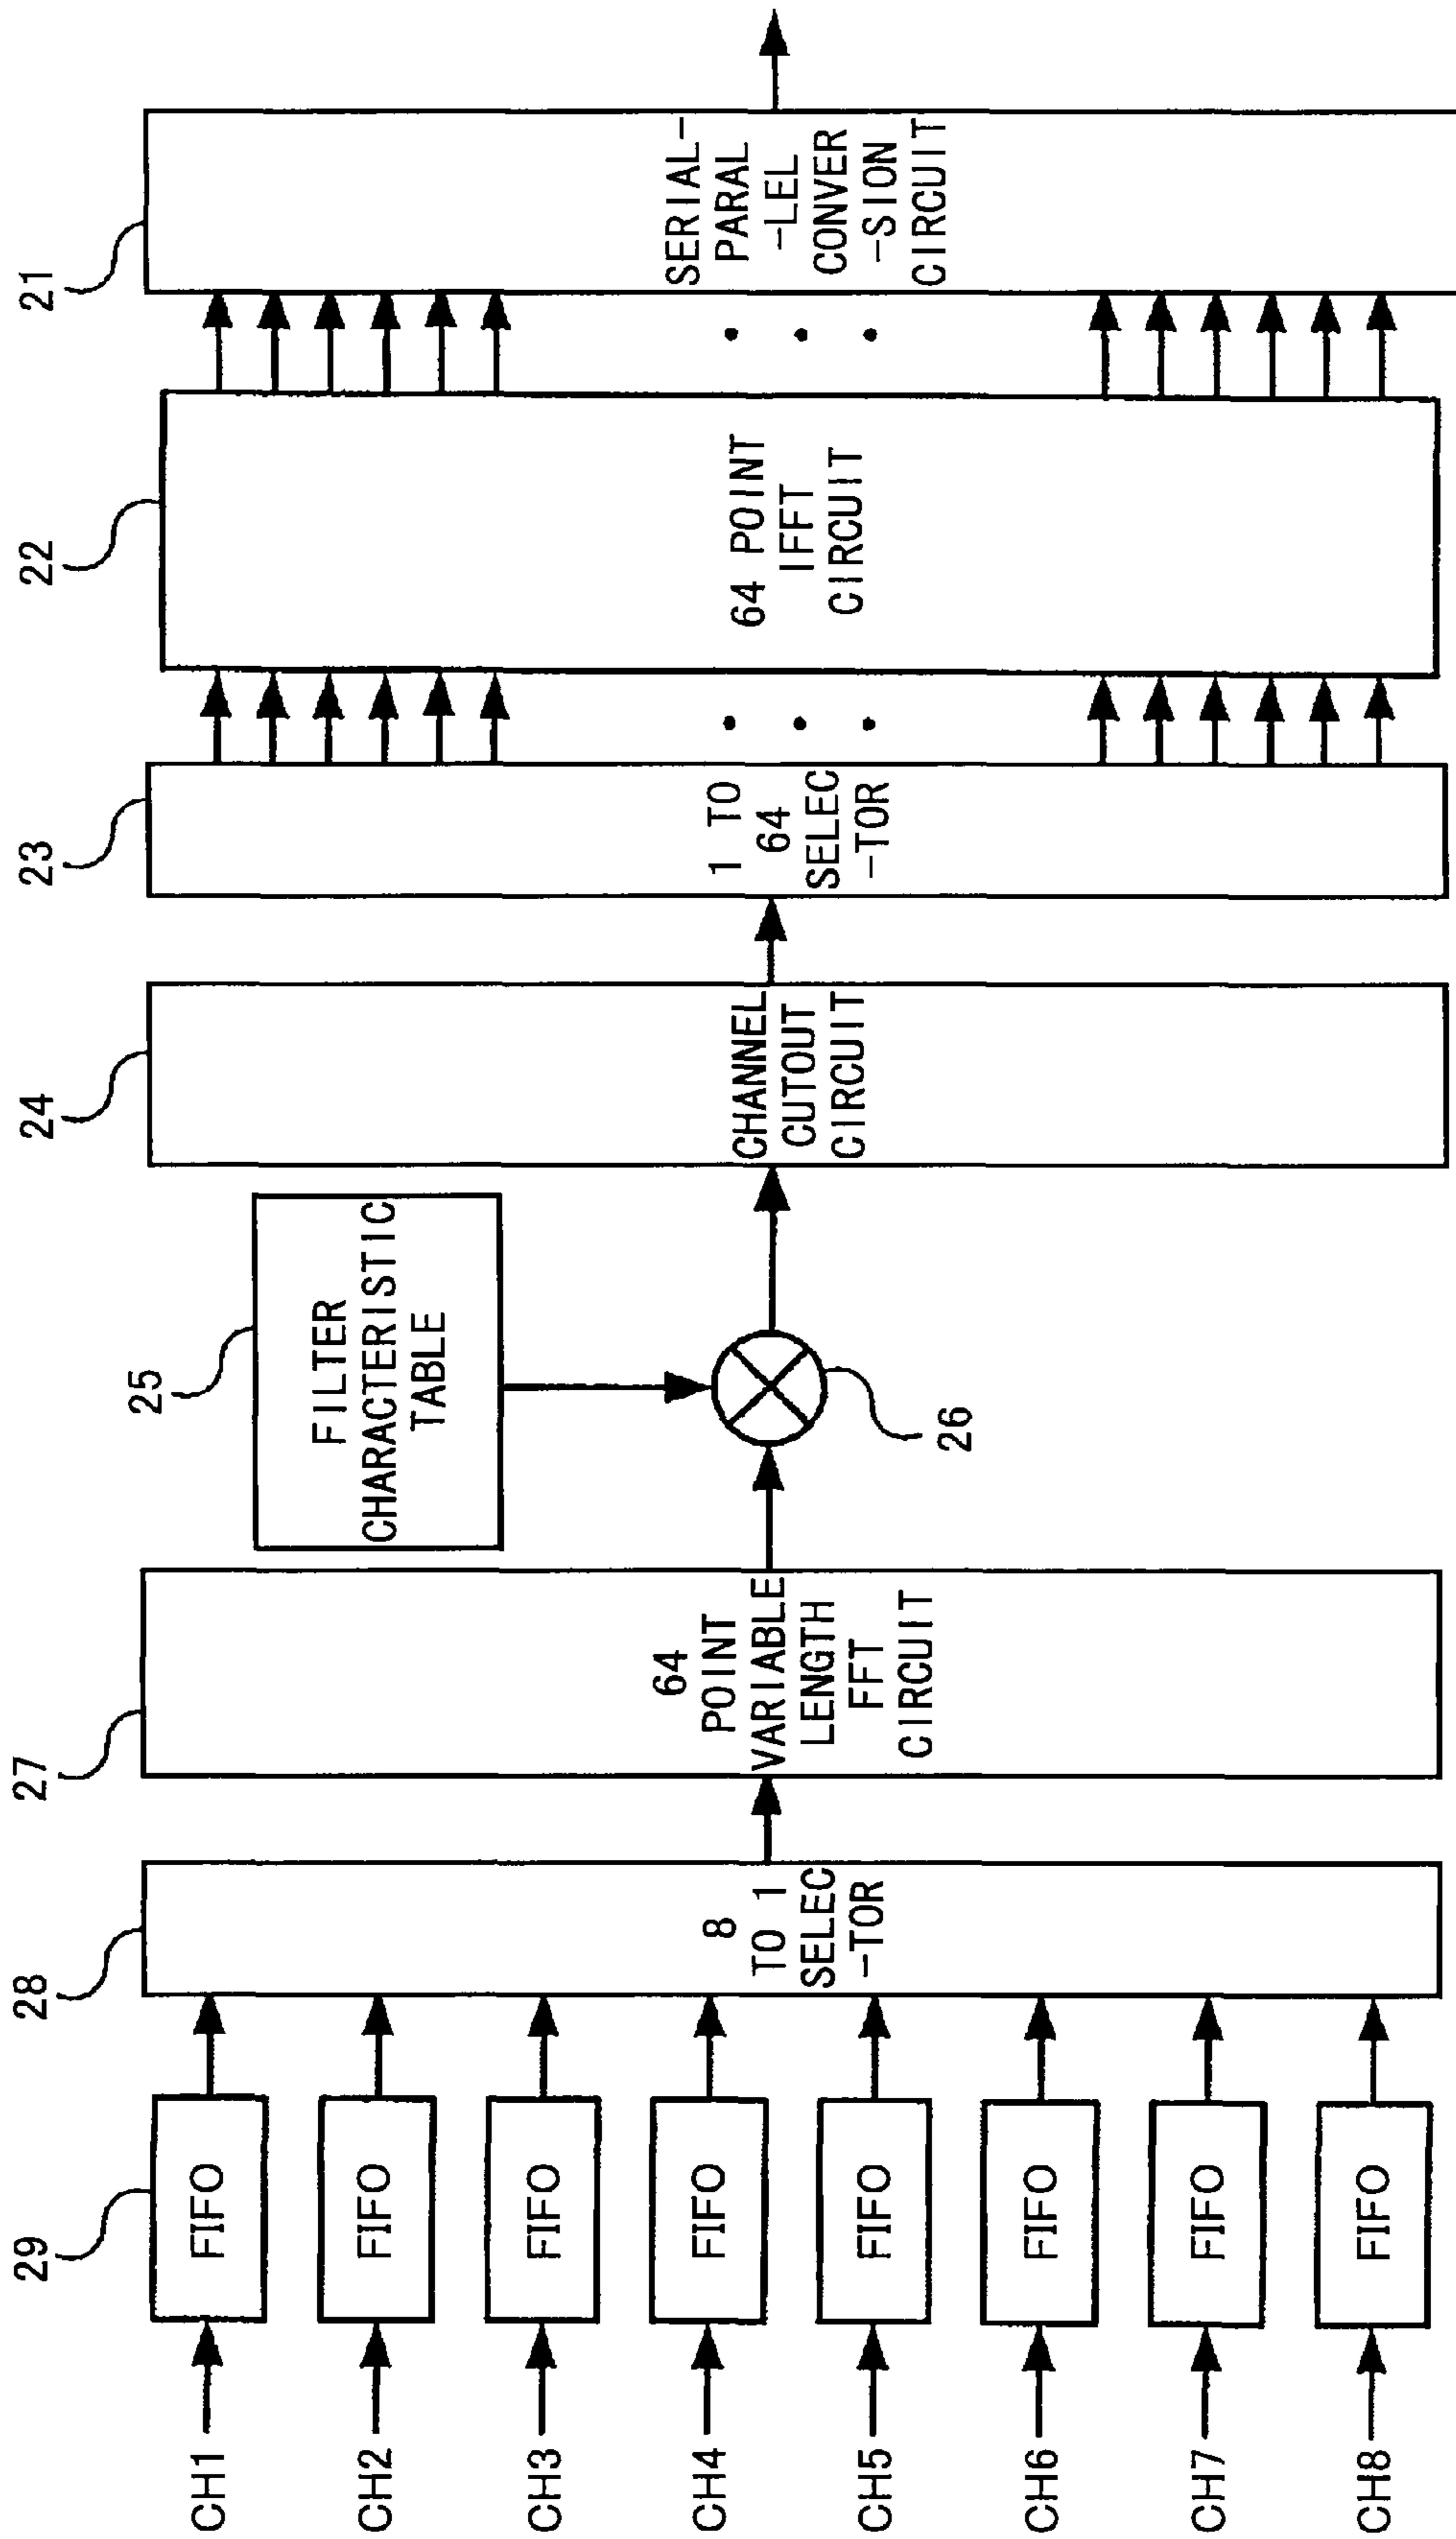 CH1
CH2
CH3
CH4
CH5
CH6
CH7
CH8
29
FIFO
FIFO
FIFO
FIFO
FIFO
FIFO
FIFO
FIFO
28
8
TO 1
SELEC
-TOR
27
64
POINT
VARIABLE
LENGTH
FFT
CIRCUIT
25
FILTER
CHARACTERISTIC
TABLE
26
24
CHANNEL
CUTOUT
CIRCUIT
23
1 TO
64
SELEC
-TOR
22
64 POINT
IFFT
CIRCUIT
21
SERIAL-
PARAL
-LEL
CONVER
-SION
CIRCUIT